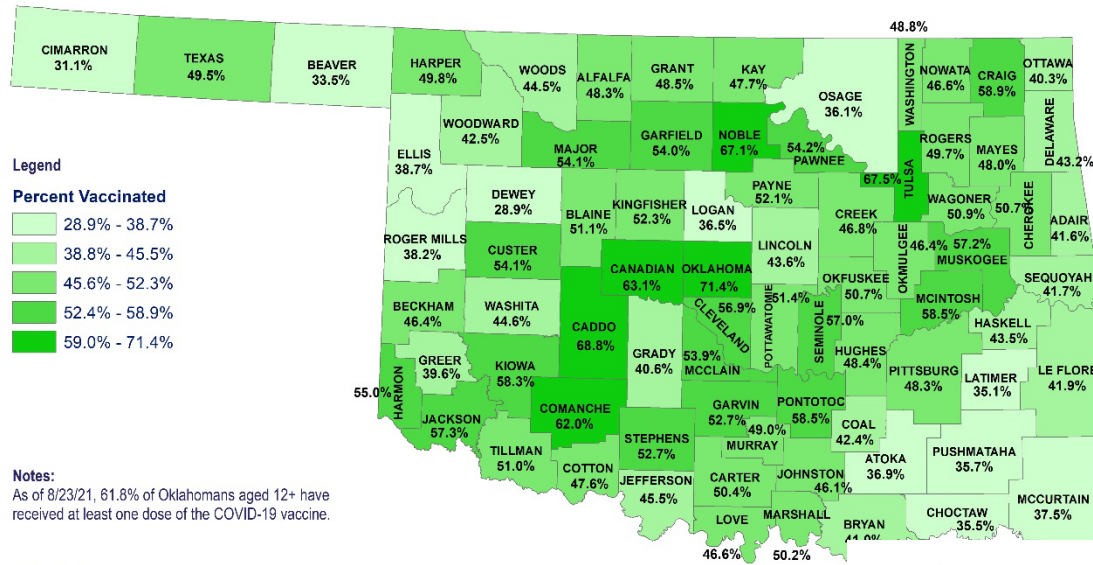 48.8%
CIMARRON
31.1%
TEXAS
49.5%
BEAVER
33.5%
HARPER
49.8%
WOODS
44.5%
ALFALFA
48.3%
GRANT
48.5%
KAY
47.7%
OSAGE
36.1%
WASHINGTON
NOWATA
46.6%
CRAIG
58.9%
OTTAWA
40.3%
DELAWARE
43.2%
WOODWARD
42.5%
ELLIS
38.7%
MAJOR
54.1%
GARFIELD
54.0%
NOBLE
67.1%
54.2%
PAWNEE
67.5%
TULSA
ROGERS
49.7%
MAYES
48.0%
DEWEY
28.9%
BLAINE
51.1%
KINGFISHER
52.3%
LOGAN
36.5%
PAYNE
52.1%
CREEK
46.8%
WAGONER
50.9%
50.7%
CHEROKEE
ADAIR
41.6%
ROGER MILLS
38.2%
CUSTER
54.1%
CANADIAN
63.1%
OKLAHOMA
71.4%
LINCOLN
43.6%
OKMULGEE
46.4%
57.2%
MUSKOGEE
SEQUOYAH
41.7%
BECKHAM
46.4%
WASHITA
44.6%
CADDO
68.8%
GRADY
40.6%
56.9%
CLEVELAND
53.9%
MCCLAIN
POTTAWATOMIE
51.4%
SEMINOLE
57.0%
OKFUSKEE
50.7%
MCINTOSH
58.5%
HASKELL
43.5%
HUGHES
48.4%
PITTSBURG
48.3%
LATIMER
35.1%
LE FLORE
41.9%
GREER
39.6%
KIOWA
58.3%
55.0%
HARMON
JACKSON
57.3%
COMANCHE
62.0%
STEPHENS
52.7%
GARVIN
52.7%
PONTOTOC
58.5%
49.0%
MURRAY
COAL
42.4%
TILLMAN
51.0%
COTTON
47.6%
JEFFERSON
45.5%
CARTER
50.4%
JOHNSTON
46.1%
ATOKA
36.9%
PUSHMATAHA
35.7%
MCCURTAIN
37.5%
LOVE
46.6%
MARSHALL
50.2%
BRYAN
CHOCTAW
35.5%
Legend
Percent Vaccinated
28.9% - 38.7%
38.8% - 45.5%
45.6% - 52.3%
52.4% - 58.9%
59.0% - 71.4%
Notes:
As of 8/23/21, 61.8% of Oklahomans aged 12+ have
received at least one dose of the COVID-19 vaccine.